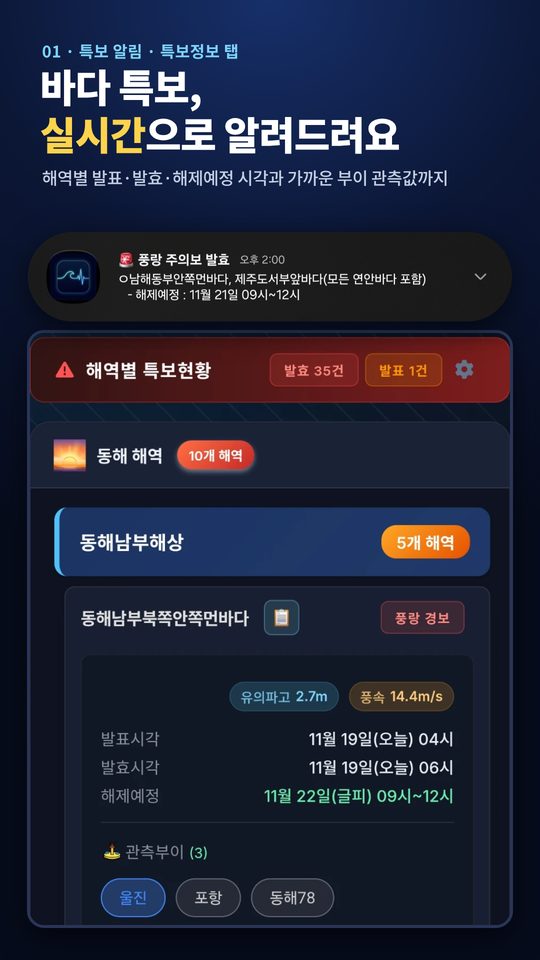 01 · 특보 알림 · 특보정보 탭
바다 특보,
실시간으로 알려드려요
해역별 발표·발효·해제예정 시각과 가까운 부이 관측값까지
풍랑 주의보 발효 오후 2:00
○남해동부안쪽먼바다, 제주도서부앞바다(모든 연안바다 포함)
- 해제예정 : 11월 21일 09시~12시
해역별 특보현황 발효 35건 발표 1건
동해 해역 10개 해역
동해남부해상 5개 해역
동해남부북쪽안쪽먼바다 풍랑 경보
유의파고 2.7m 풍속 14.4m/s
발표시각 11월 19일(오늘) 04시
발효시각 11월 19일(오늘) 06시
해제예정 11월 22일(글피) 09시~12시
관측부이 (3)
울진 포항 동해78